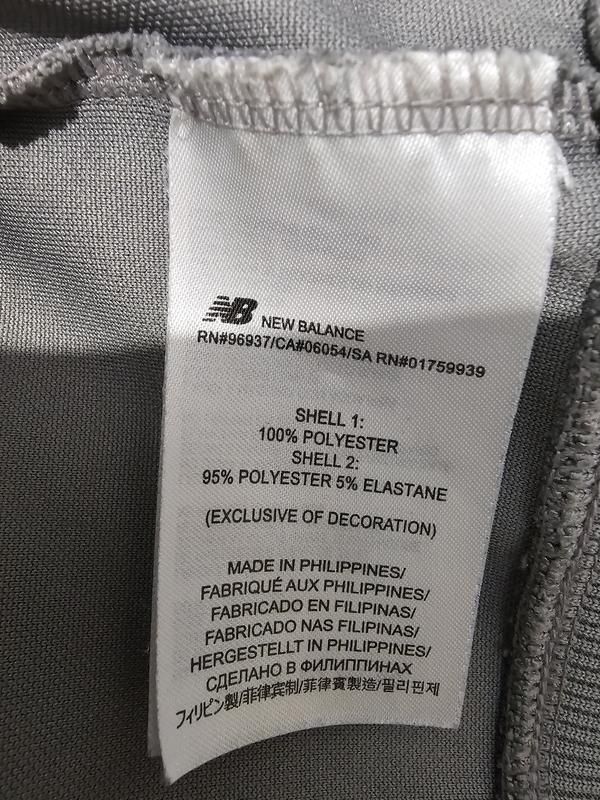 NB NEW BALANCE
RN#96937/CA#06054/SA RN#01759939
SHELL 1:
100% POLYESTER
SHELL 2:
95% POLYESTER 5% ELASTANE
(EXCLUSIVE OF DECORATION)
MADE IN PHILIPPINES/
FABRIQUÉ AUX PHILIPPINES/
FABRICADO EN FILIPINAS/
FABRICADO NAS FILIPINAS/
HERGESTELLT IN PHILIPPINEN/
СДЕЛАНО В ФИЛИППИНАХ
フィリピン製/菲律宾制/菲律賓製造/필리핀제